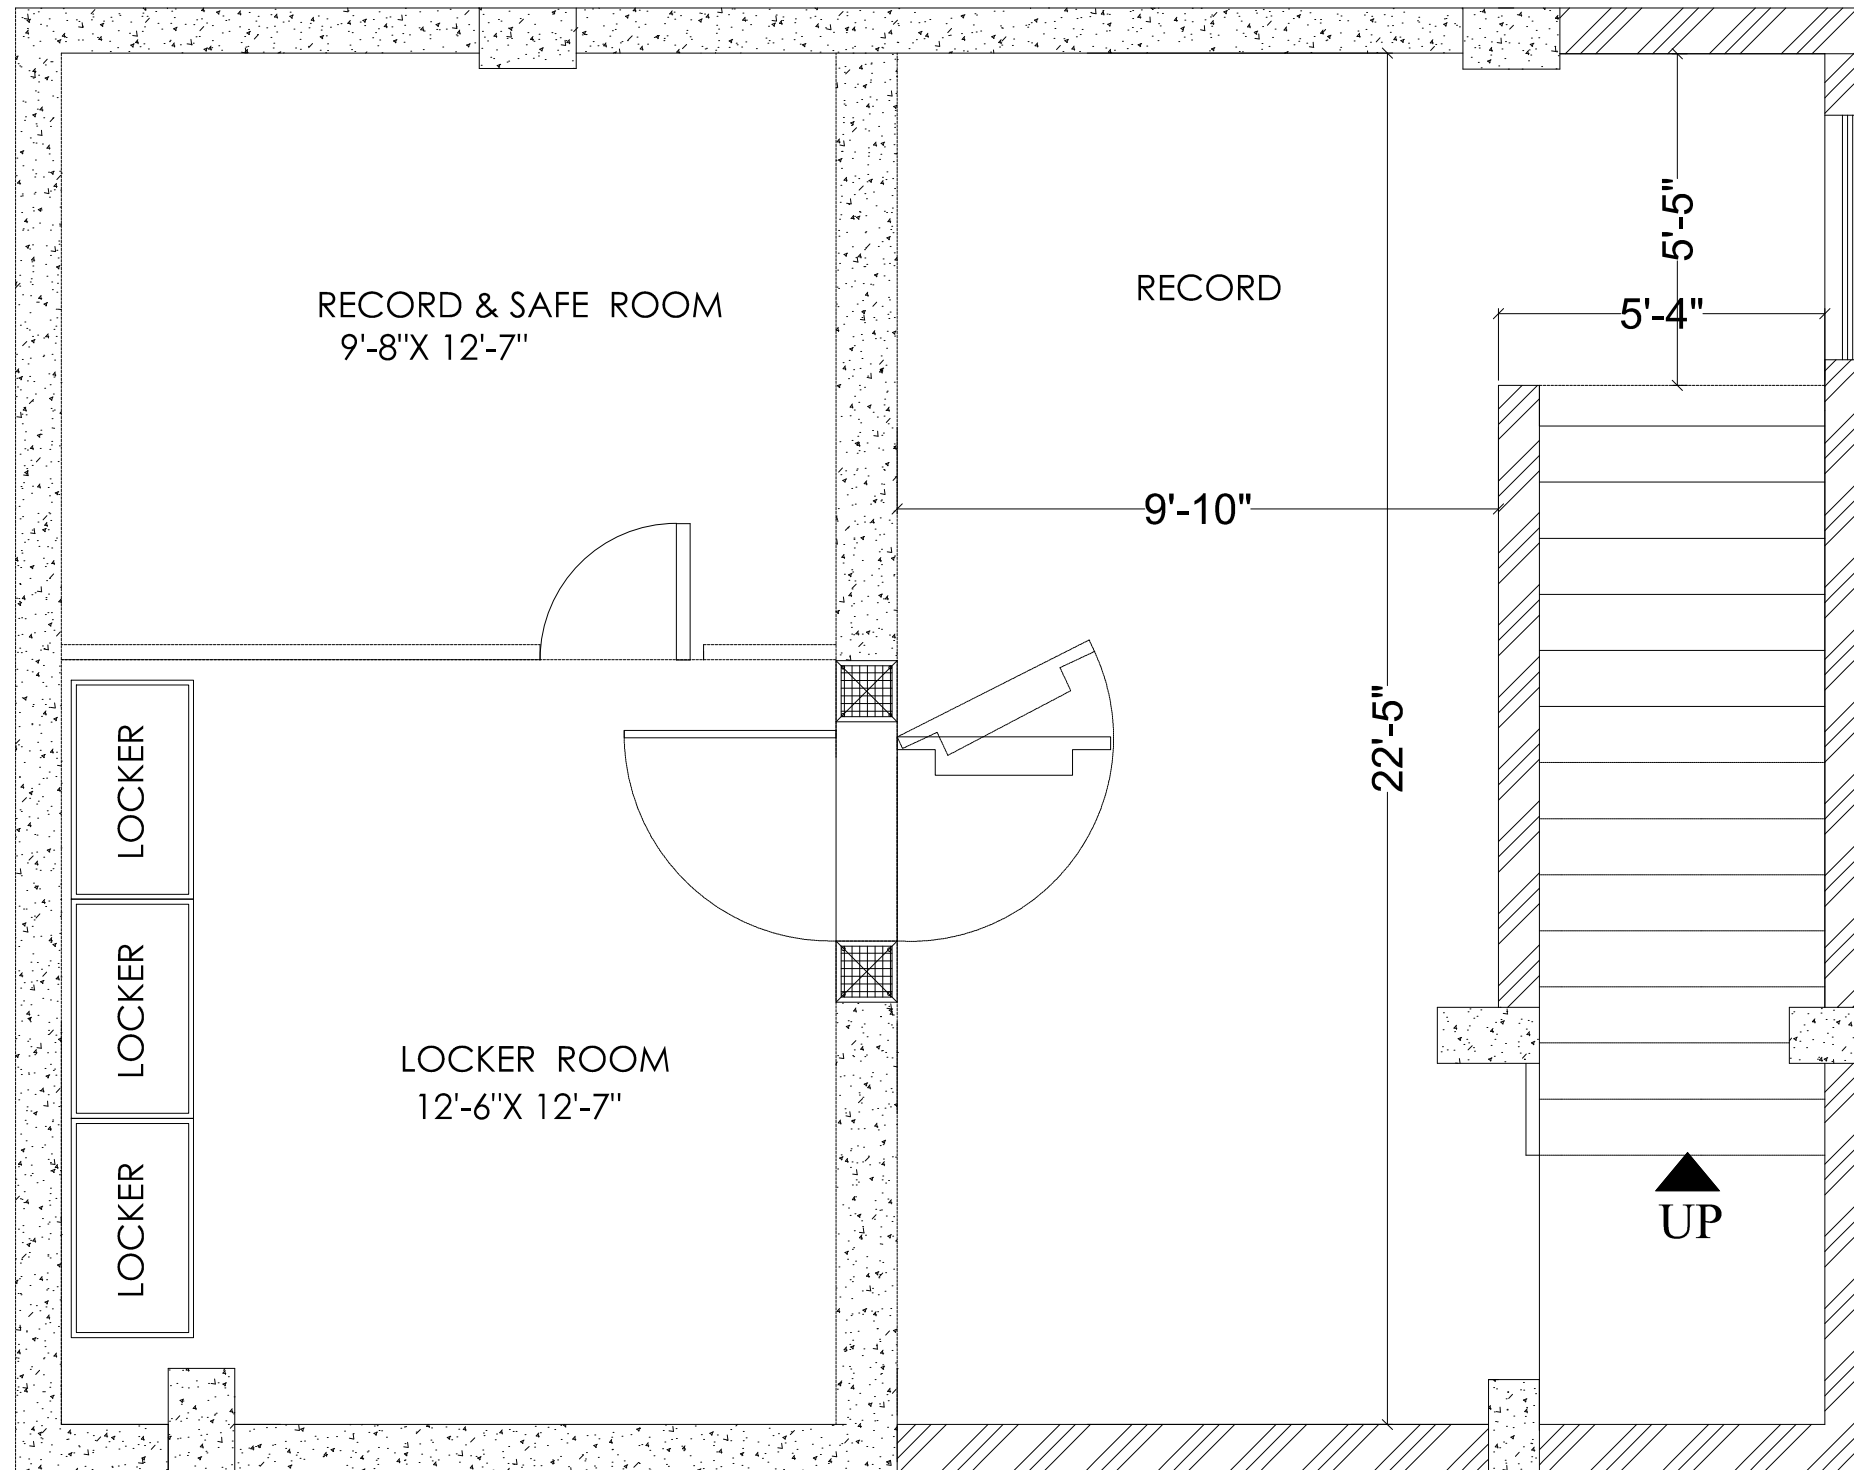 RECORD & SAFE ROOM
9'-8"X 12'-7"
RECORD
5'-5"
5'-4"
9'-10"
22'-5"
LOCKER
LOCKER
LOCKER
LOCKER ROOM
12'-6"X 12'-7"
UP